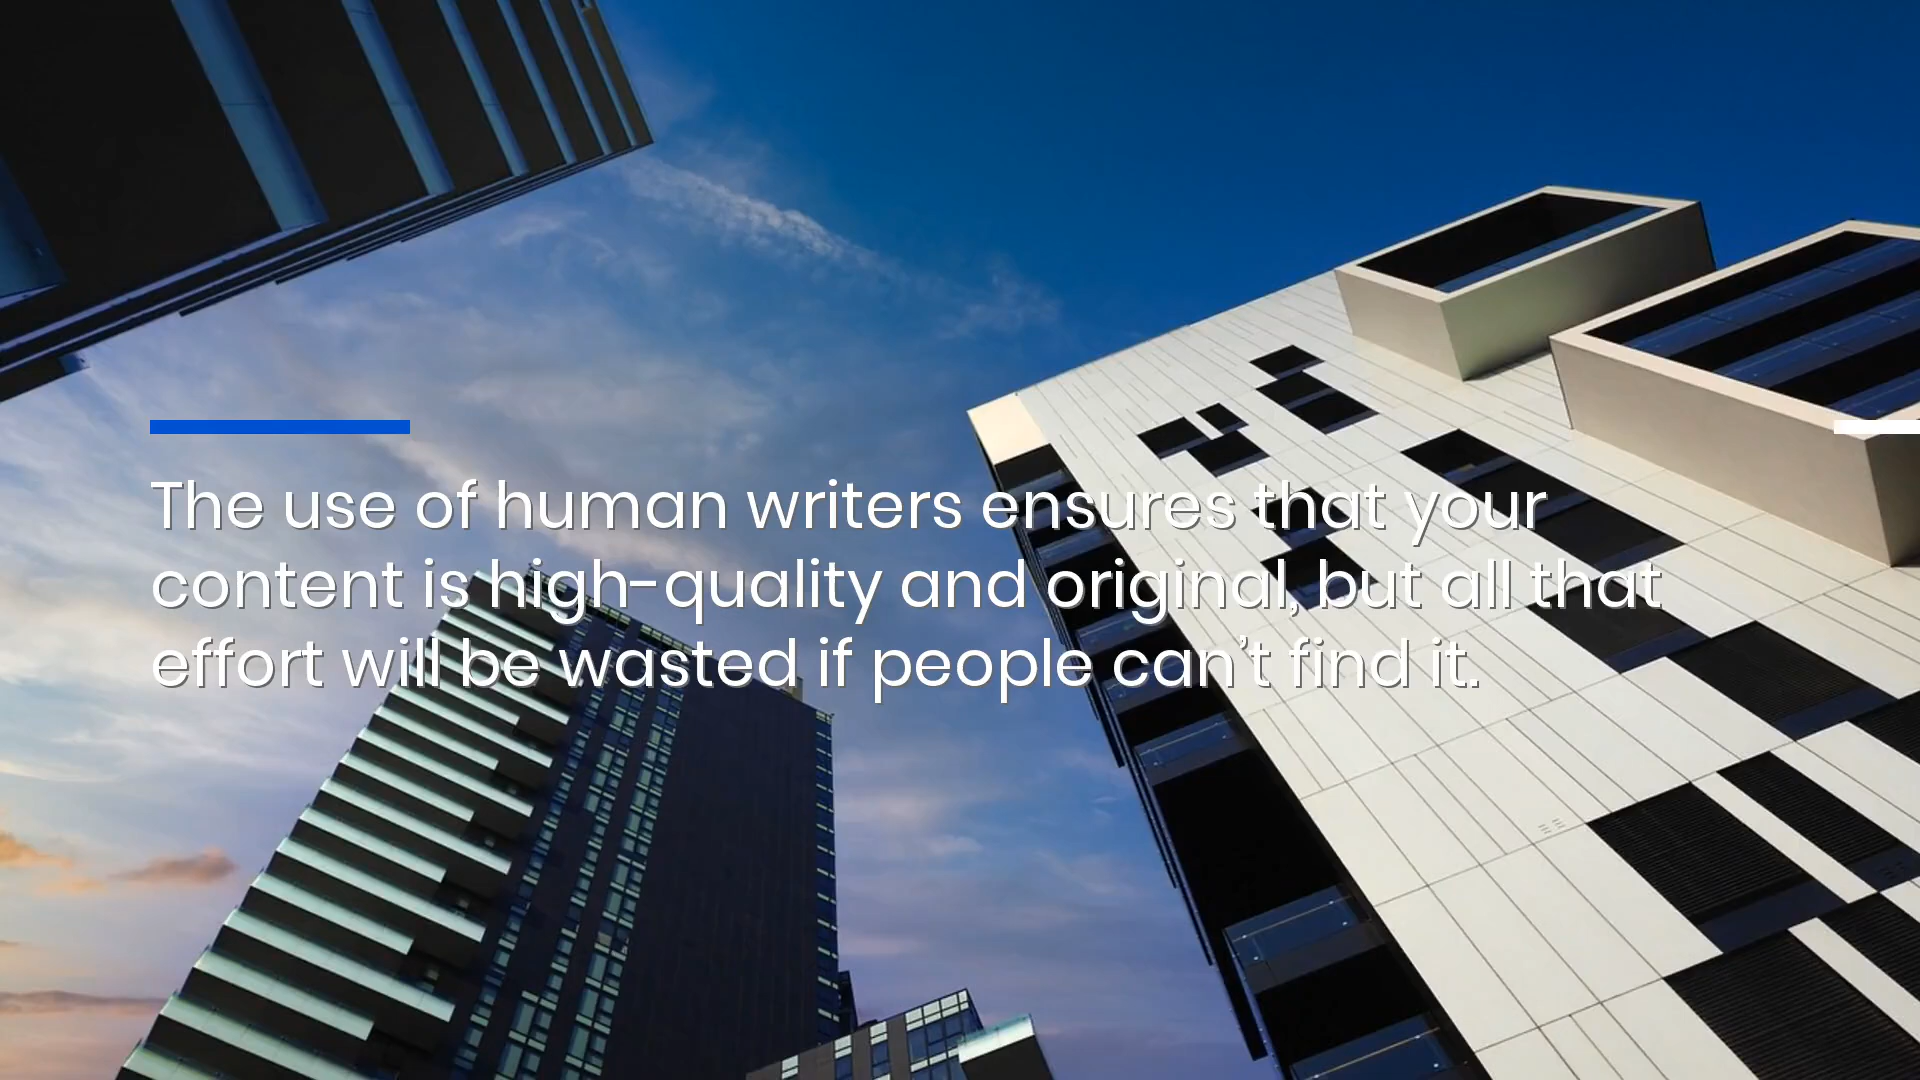 The use of human writers ensures that your
content is high-quality and original, but all that
effort will be wasted if people can’t find it.